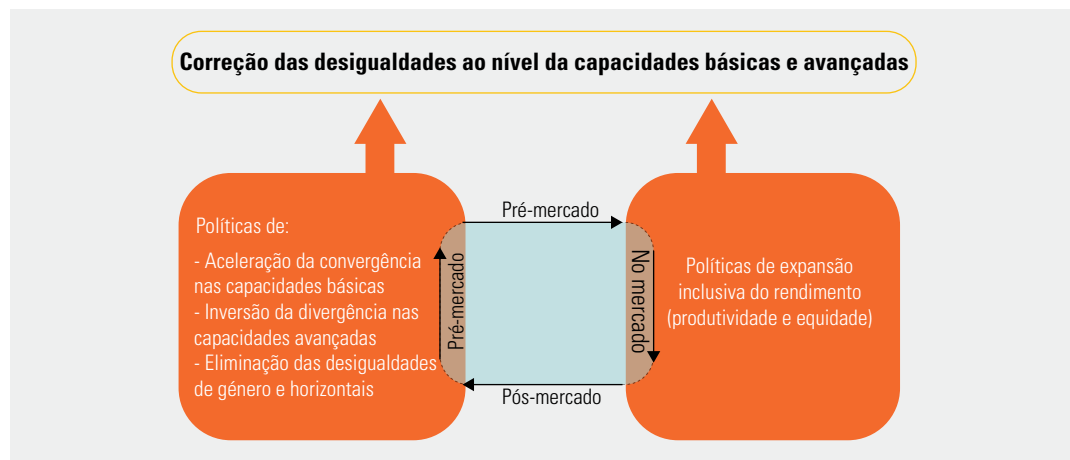 Correção das desigualdades ao nível da capacidades básicas e avançadas
Políticas de:
- Aceleração da convergência
nas capacidades básicas
- Inversão da divergência nas
capacidades avançadas
- Eliminação das desigualdades
de género e horizontais
Pré-mercado
Pré-mercado
No mercado
Pós-mercado
Políticas de expansão
inclusiva do rendimento
(produtividade e equidade)